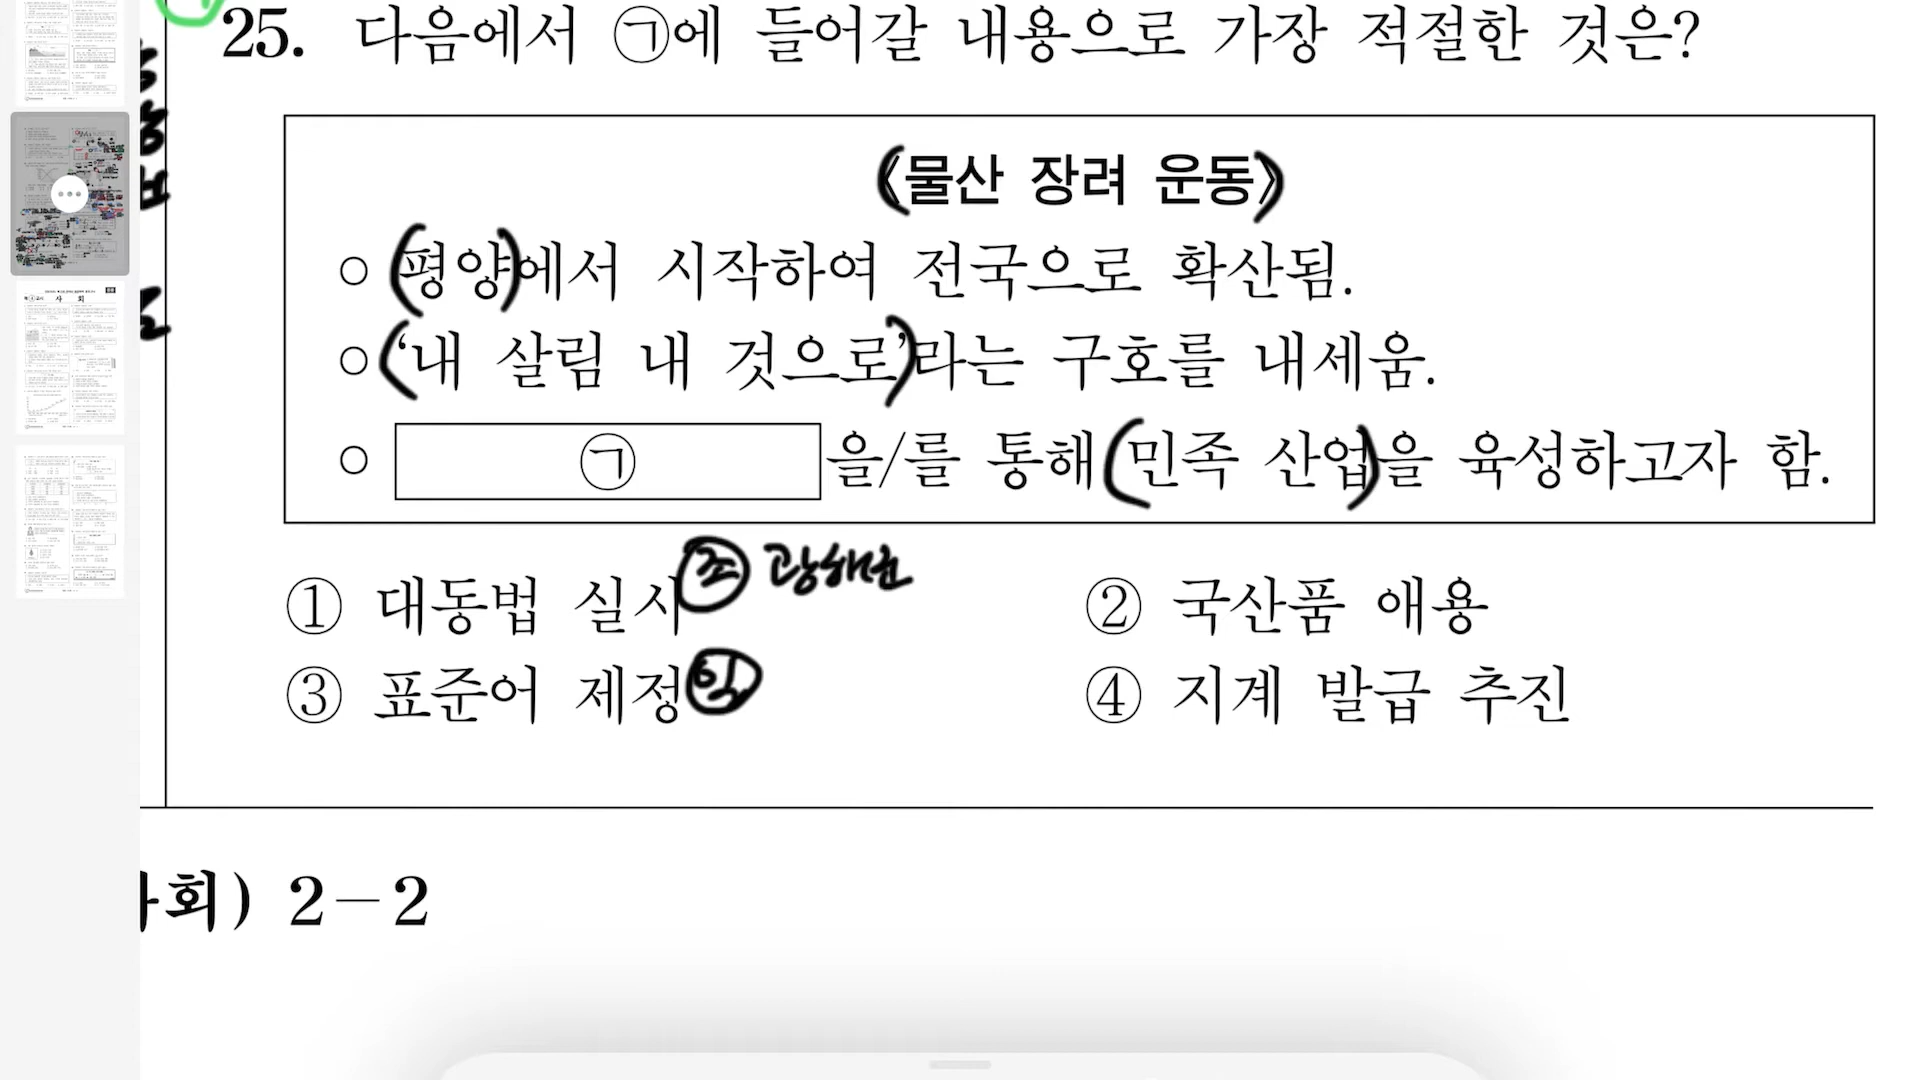 25. 다음에서 ㉠에 들어갈 내용으로 가장 적절한 것은?
《물산 장려 운동》
○ 평양에서 시작하여 전국으로 확산됨.
○ ‘내 살림 내 것으로’라는 구호를 내세움.
○ ㉠ 을/를 통해 민족 산업을 육성하고자 함.
조 광해군
① 대동법 실시
② 국산품 애용
③ 표준어 제정 일
④ 지계 발급 추진
사회) 2-2